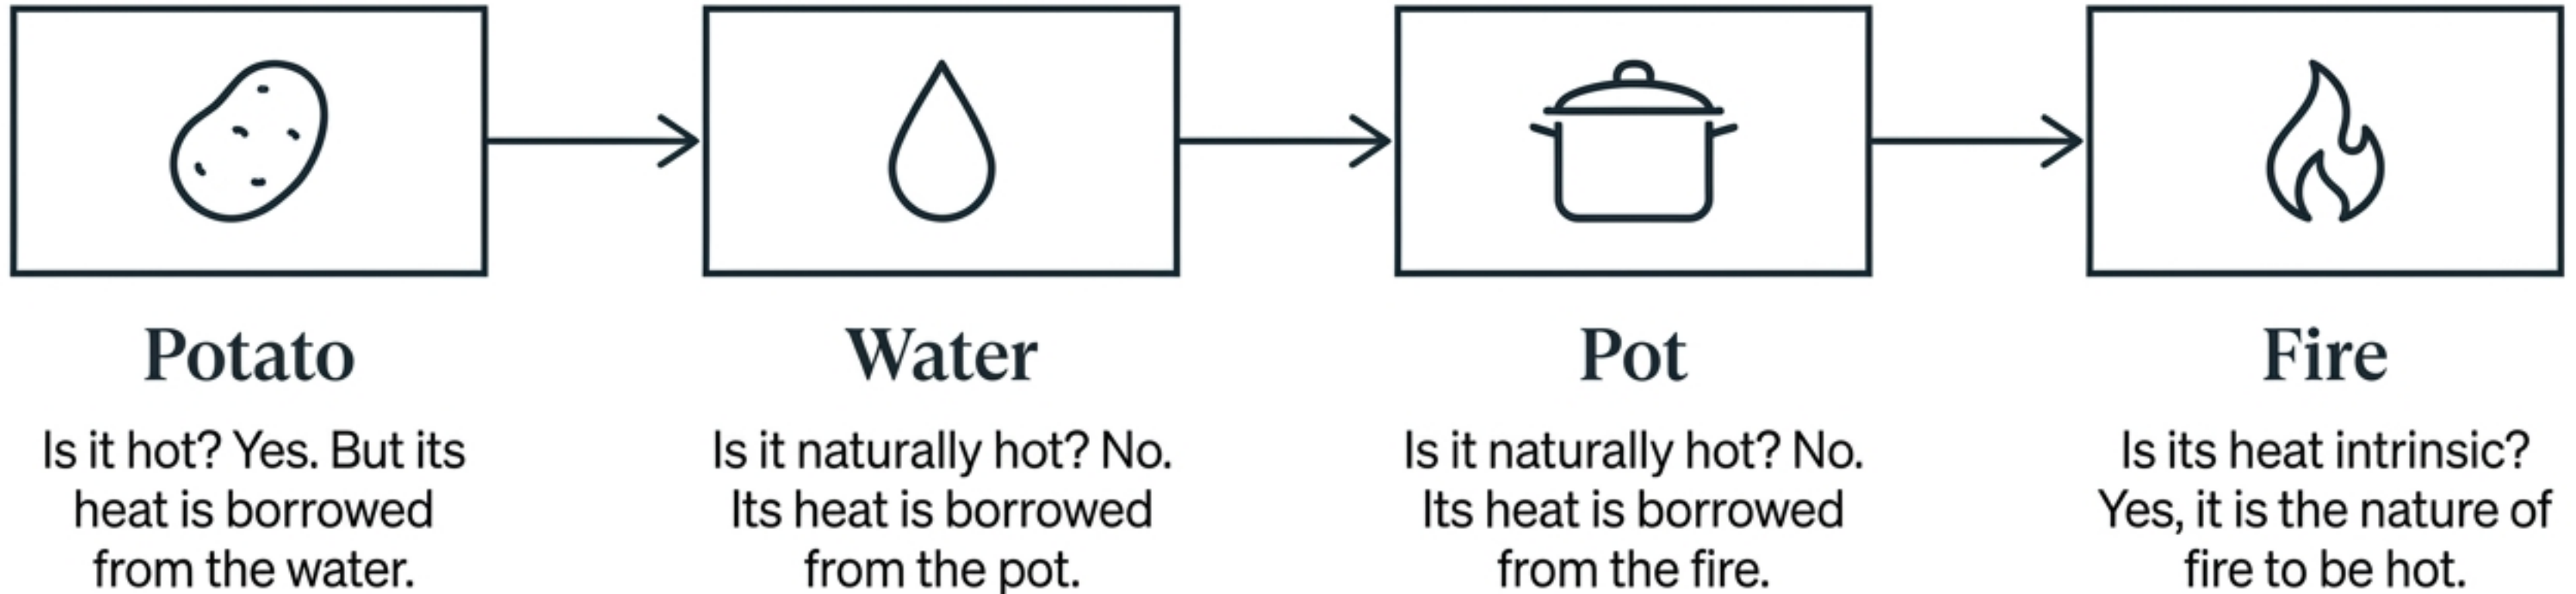 Potato
Is it hot? Yes. But its
heat is borrowed
from the water.
Water
Is it naturally hot? No.
Its heat is borrowed
from the pot.
Pot
Is it naturally hot? No.
Its heat is borrowed
from the fire.
Fire
Is its heat intrinsic?
Yes, it is the nature of
fire to be hot.